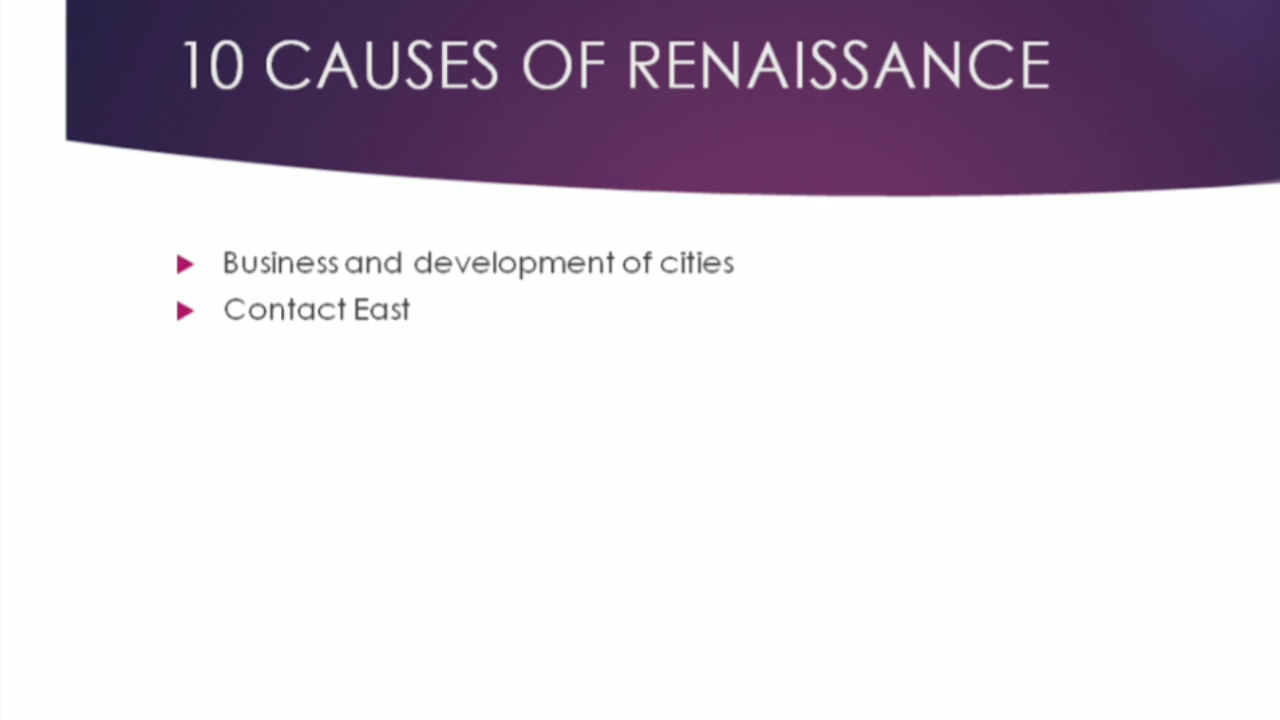 10 CAUSES OF RENAISSANCE
Business and development of cities
Contact East